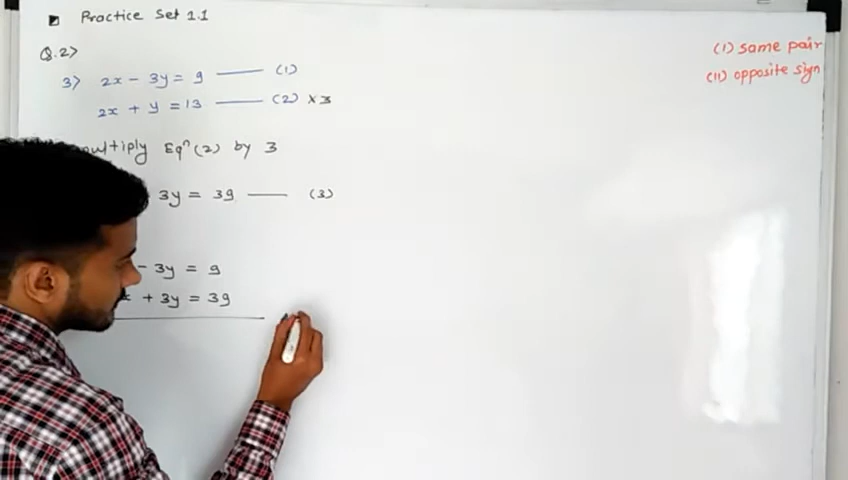 Practice Set 1.1
Q.2>
3> 2x - 3y = 9 —— (1)
2x + y = 13 —— (2) × 3
multiply Eqⁿ (2) by 3
3y = 39 —— (3)
- 3y = 9
x + 3y = 39
(I) same pair
(II) opposite sign